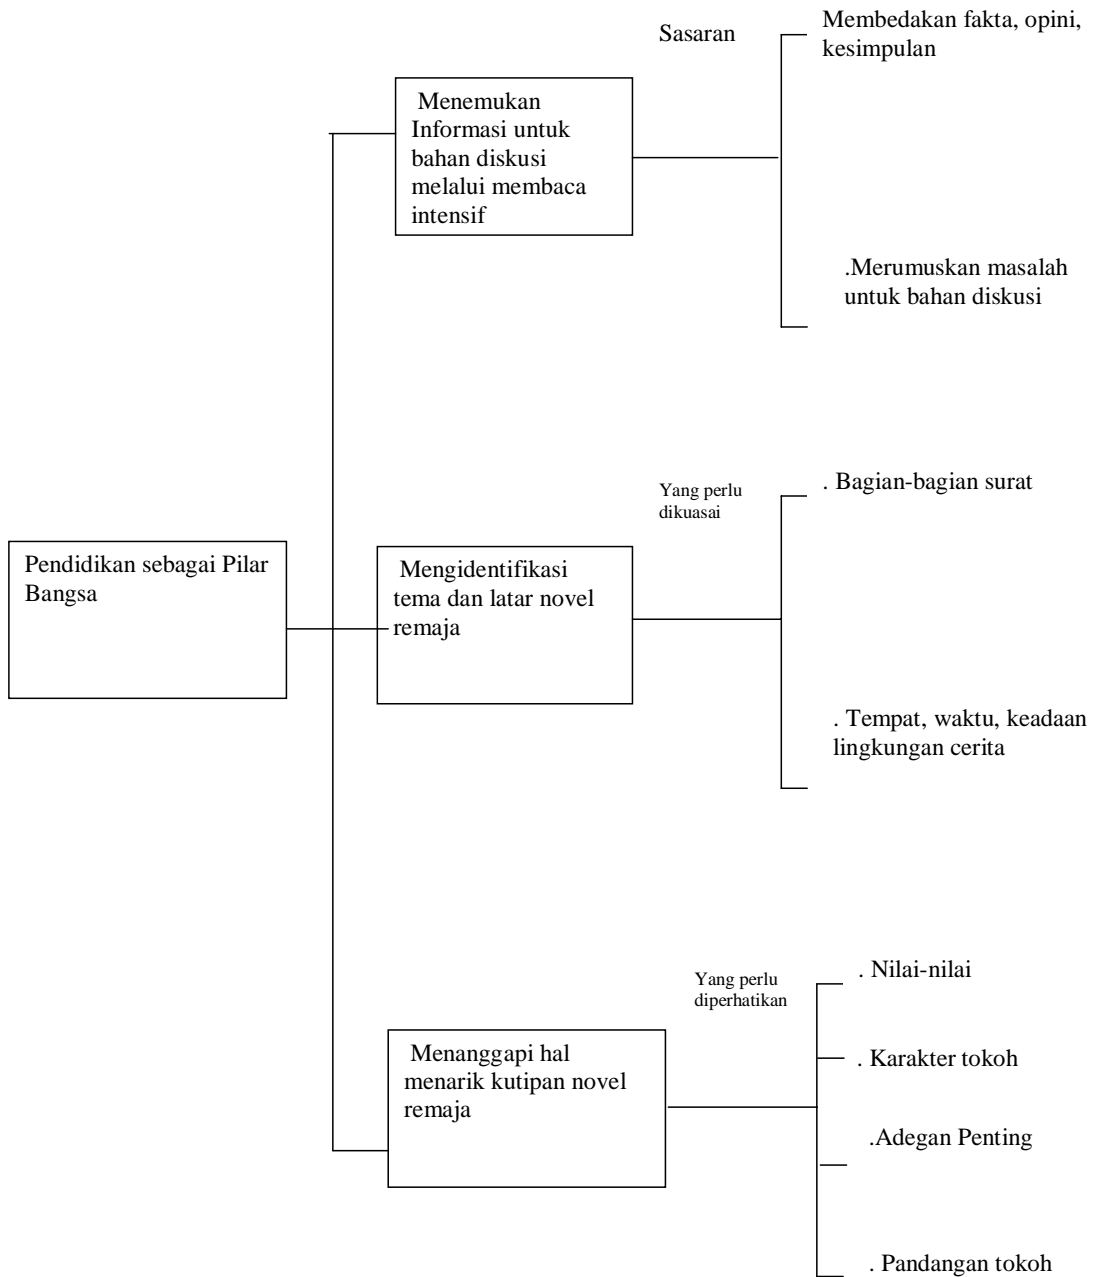 Sasaran
Membedakan fakta, opini,
kesimpulan
Menemukan
Informasi untuk
bahan diskusi
melalui membaca
intensif
.Merumuskan masalah
untuk bahan diskusi
Yang perlu
dikuasai
. Bagian-bagian surat
Pendidikan sebagai Pilar
Bangsa
Mengidentifikasi
tema dan latar novel
remaja
. Tempat, waktu, keadaan
lingkungan cerita
Yang perlu
diperhatikan
. Nilai-nilai
Menanggapi hal
menarik kutipan novel
remaja
. Karakter tokoh
.Adegan Penting
. Pandangan tokoh